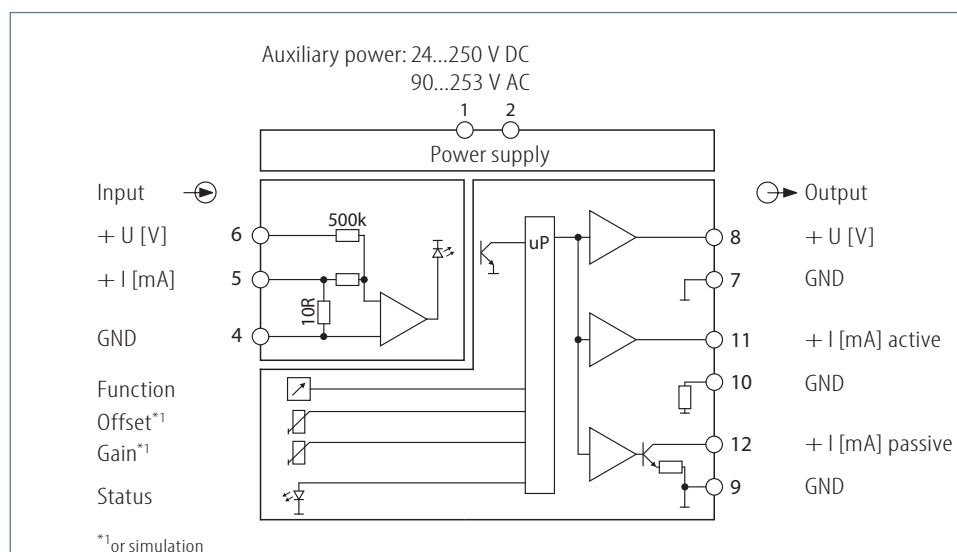 Auxiliary power: 24...250 V DC
90...253 V AC
1 2
Power supply
Input
Output
+ U [V] 6 500k uP 8 + U [V]
+ I [mA] 5 7 GND
10R
GND 4 11 + I [mA] active
Function 10 GND
Offset*1
Gain*1 12 + I [mA] passive
Status 9 GND
*1or simulation